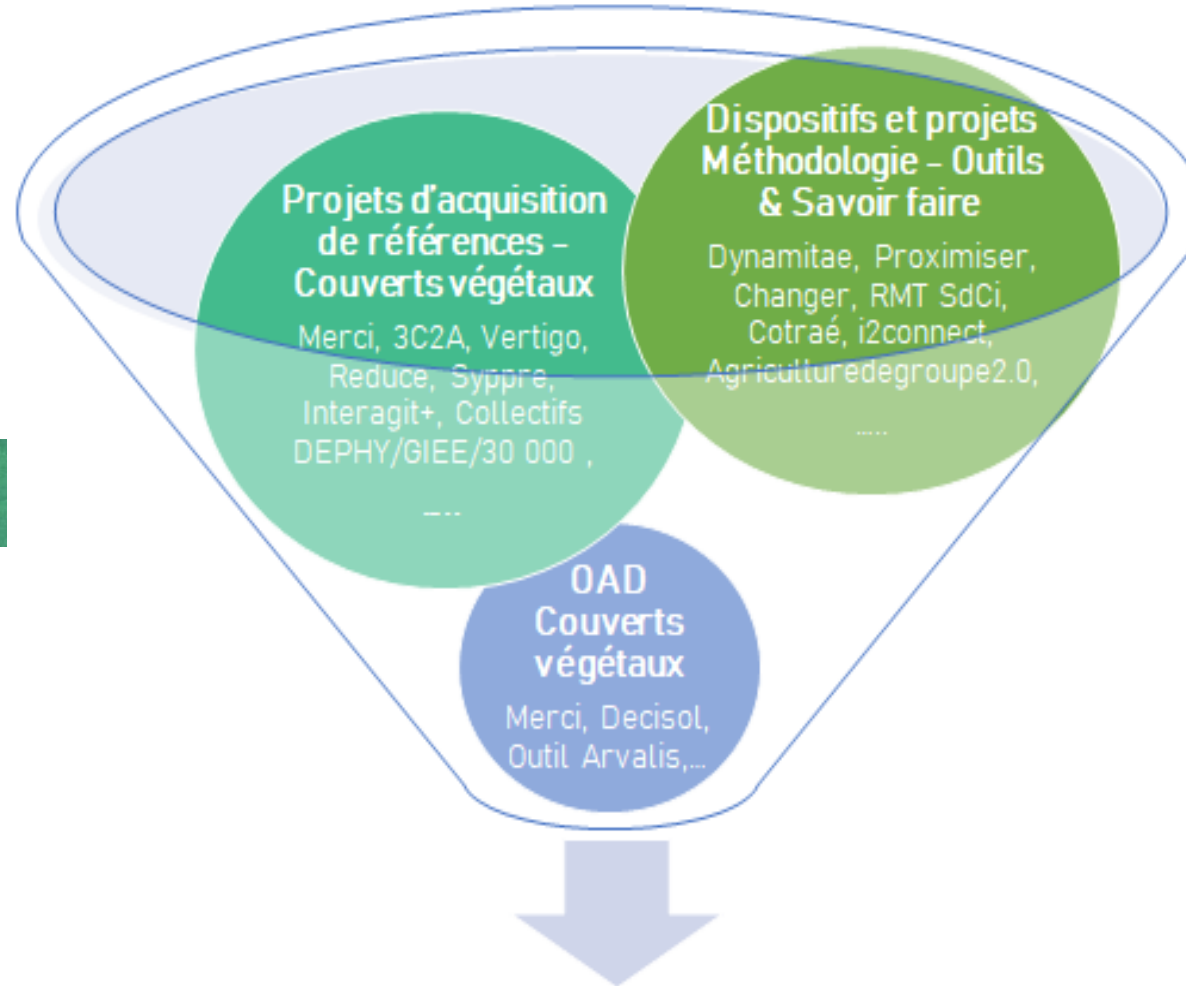 Projets d'acquisition
de références -
Couverts végétaux
Merci, 3C2A, Vertigo,
Reduce, Syppre,
Interagit+, Collectifs
DEPHY/GIEE/30 000 ,
.....
Dispositifs et projets
Méthodologie - Outils
& Savoir faire
Dynamitae, Proximiser,
Changer, RMT SdCi,
Cotraé, i2connect,
Agriculturedegroupe2.0,
.....
OAD
Couverts
végétaux
Merci, Decisol,
Outil Arvalis,...